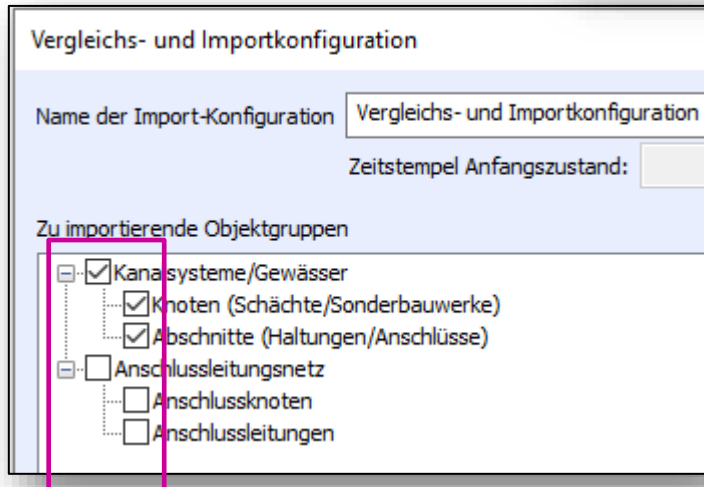 Vergleichs- und Importkonfiguration
Name der Import-Konfiguration Vergleichs- und Importkonfiguration
Zeitstempel Anfangszustand:
Zu importierende Objektgruppen
Kanalsysteme/Gewässer
Knoten (Schächte/Sonderbauwerke)
Abschnitte (Haltungen/Anschlüsse)
Anschlussleitungsnetz
Anschlussknoten
Anschlussleitungen